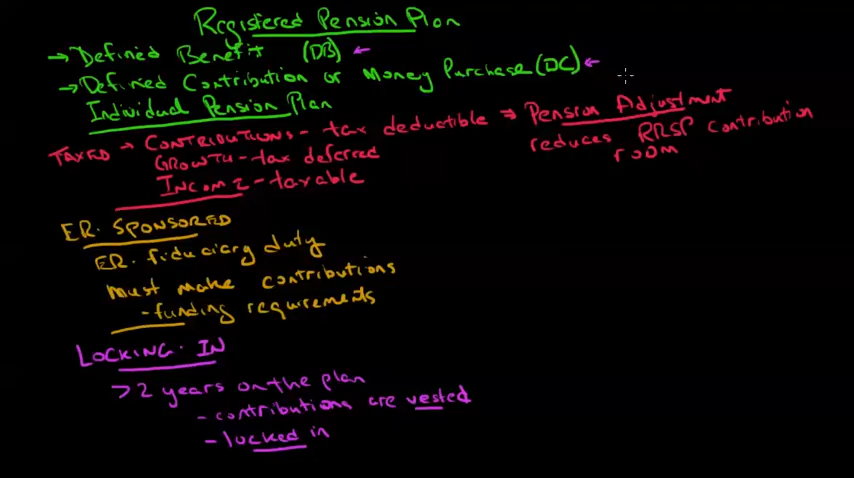 Registered Pension Plan
→ Defined Benefit (DB) ←
→ Defined Contribution or Money Purchase (DC) ←
Individual Pension Plan
TAXED → CONTRIBUTIONS - tax deductible → Pension Adjustment
reduces RRSP contribution
room
GROWTH - tax deferred
INCOME - taxable
ER. SPONSORED
ER. fiduciary duty
must make contributions
- funding requirements
LOCKING-IN
>2 years on the plan
- contributions are vested
- locked in